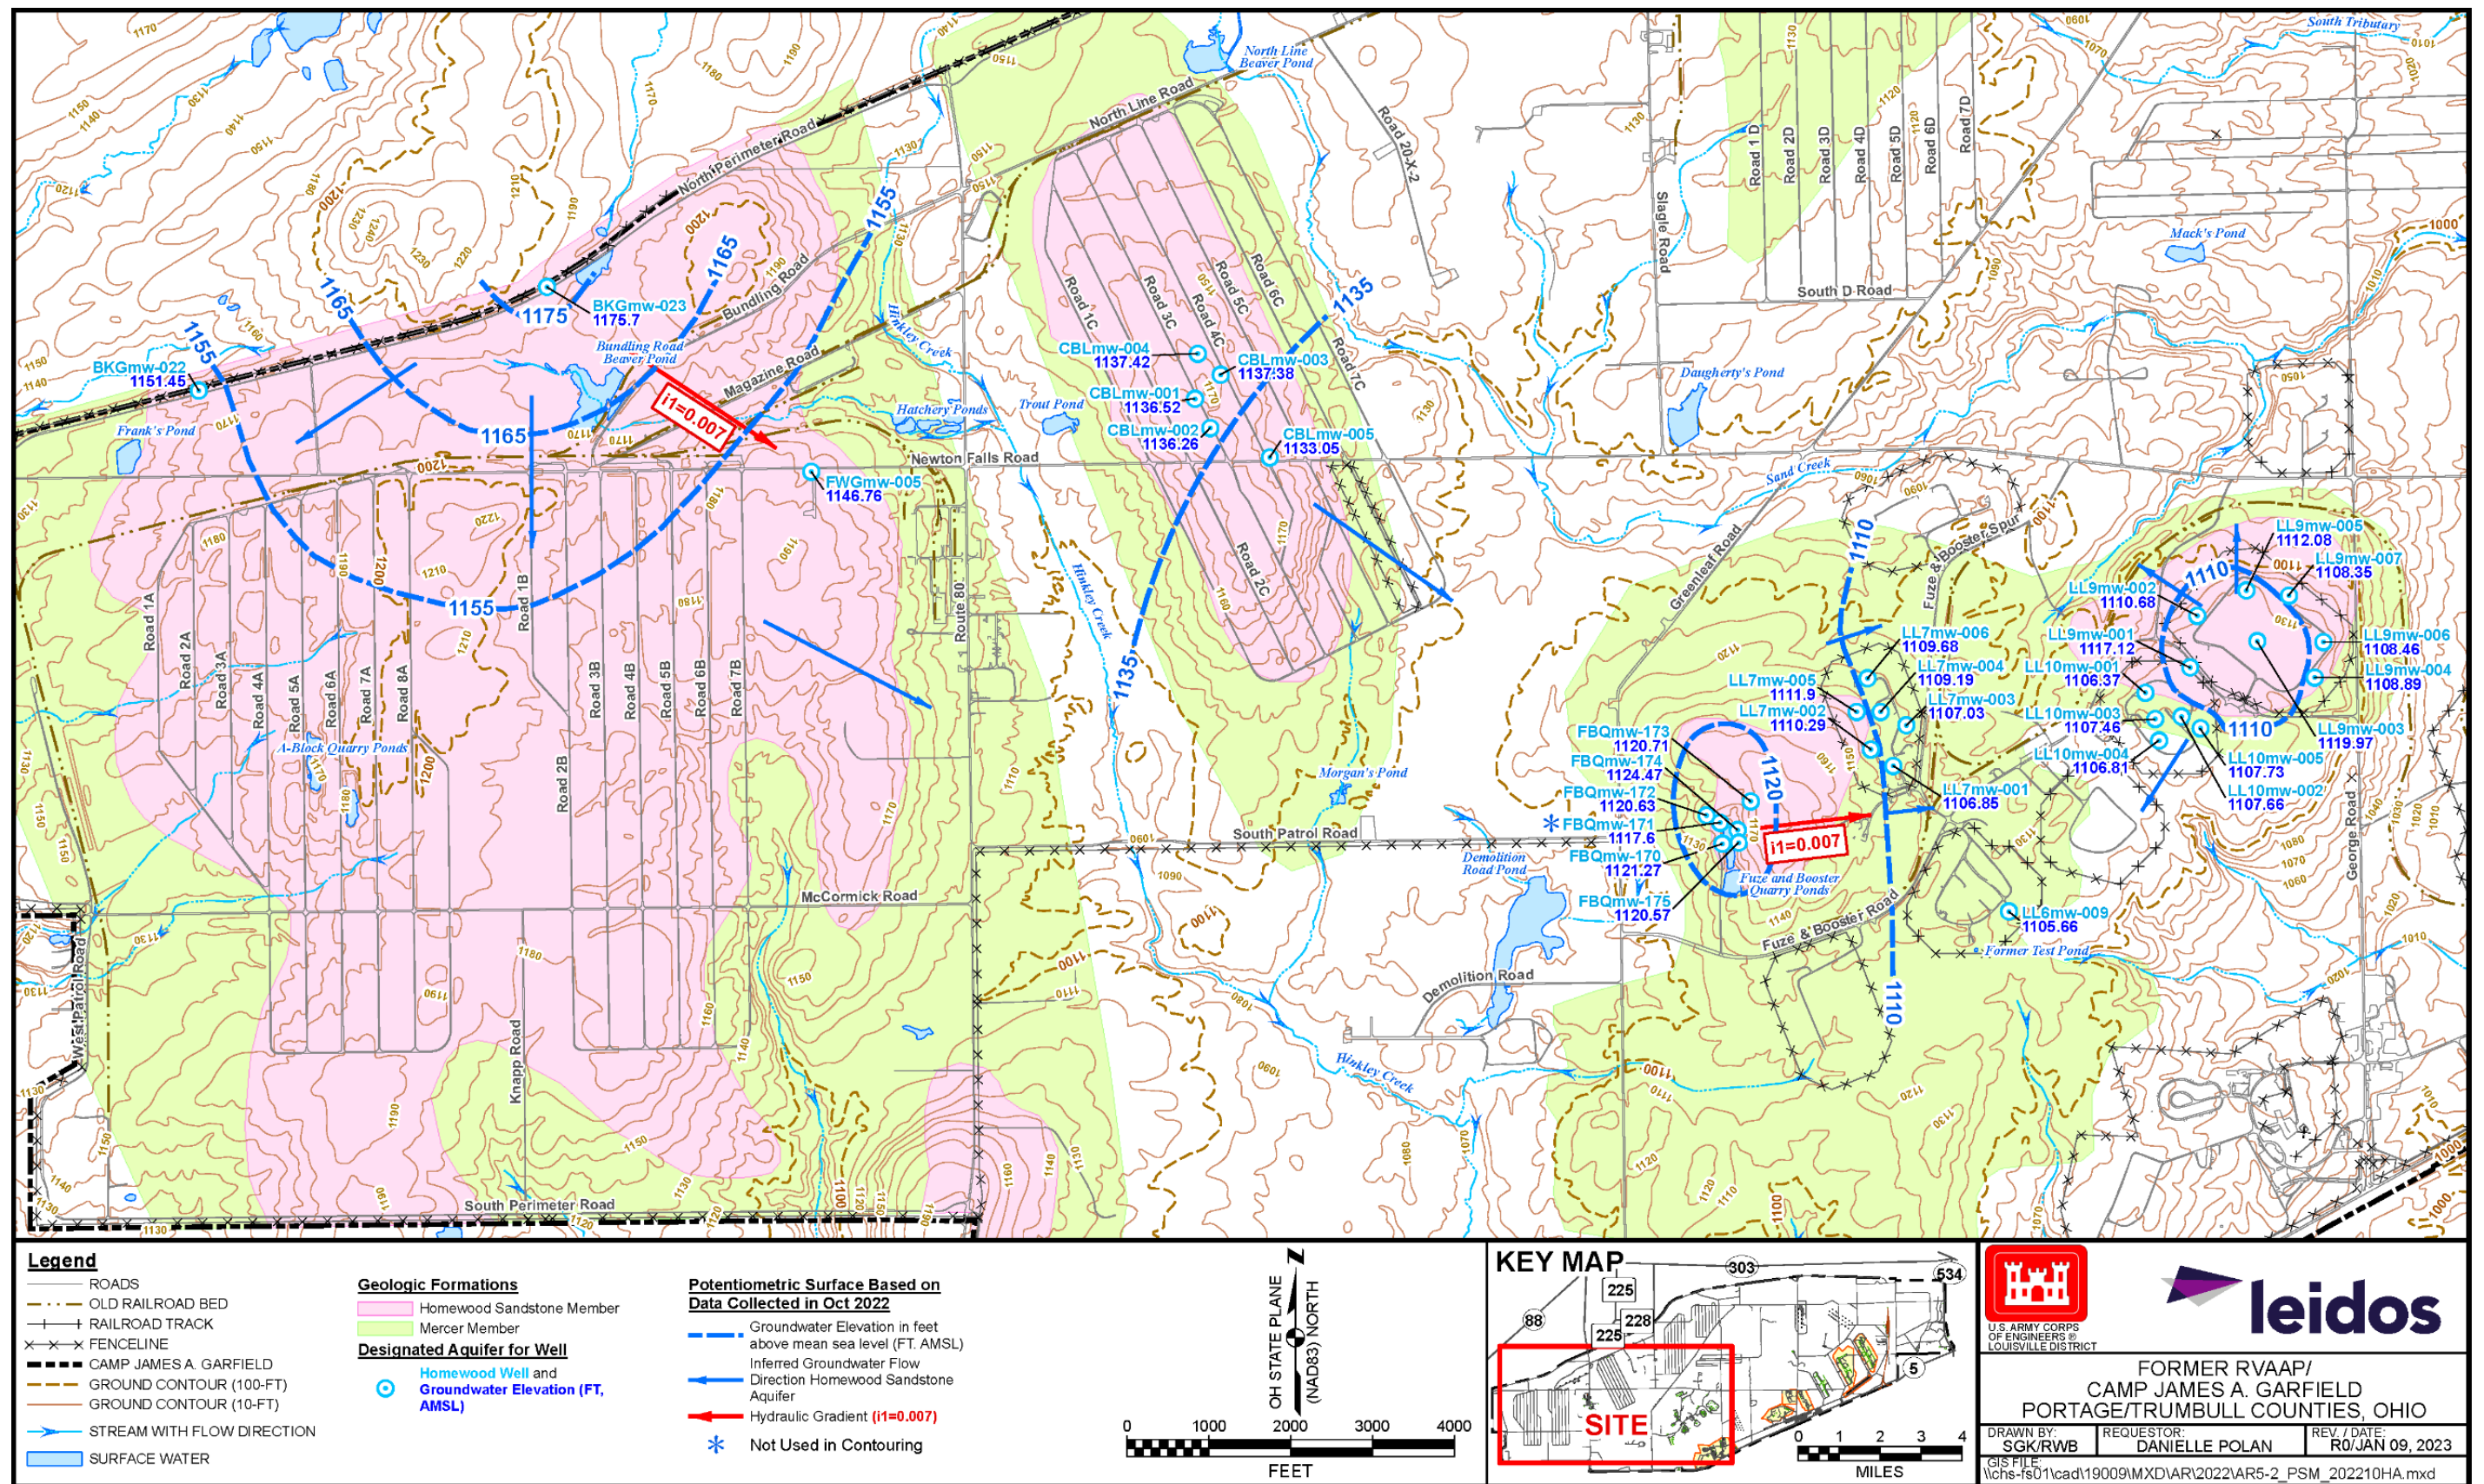 South Tributary
North Line
Beaver Pond
North Line Road
North Perimeter Road
Road 20-X-2
Slagle Road
Road 1D
Road 2D
Road 3D
Road 4D
Road 5D
Road 6D
Road 7D
Mack's Pond
South D Road
1155
1165
1175
1165
1155
BKGmw-023
1175.7
BKGmw-022
1151.45
Bundling Road
Bundling Road
Beaver Pond
Magazine Road
Hinkley Creek
Frank's Pond
1165
i1=0.007
Hatchery Ponds
Trout Pond
Newton Falls Road
FWGmw-005
1146.76
1155
Road 1C
Road 3C
Road 4C
Road 5C
Road 6C
Road 7C
Road 2C
1135
CBLmw-004
1137.42
CBLmw-003
1137.38
CBLmw-001
1136.52
CBLmw-002
1136.26
CBLmw-005
1133.05
Daugherty's Pond
Sand Creek
Greenleaf Road
Fuze & Booster Spur
Fuze & Booster Road
1110
Road 1A
Road 2A
Road 3A
Road 4A
Road 5A
Road 6A
Road 7A
Road 8A
Road 1B
Road 2B
Road 3B
Road 4B
Road 5B
Road 6B
Road 7B
Route 80
Hinkley Creek
1135
A-Block Quarry Ponds
Morgan's Pond
LL9mw-005
1112.08
LL9mw-007
1108.35
LL9mw-002
1110.68
1110
LL9mw-001
1117.12
LL9mw-006
1108.46
LL10mw-001
1106.37
LL9mw-004
1108.89
LL10mw-003
1107.46
1110
LL9mw-003
1119.97
LL10mw-004
1106.81
LL10mw-005
1107.73
LL10mw-002
1107.66
LL7mw-006
1109.68
LL7mw-004
1109.19
LL7mw-005
1111.9
LL7mw-003
1107.03
LL7mw-002
1110.29
LL7mw-001
1106.85
FBQmw-173
1120.71
FBQmw-174
1124.47
FBQmw-172
1120.63
FBQmw-171
1117.6
FBQmw-170
1121.27
FBQmw-175
1120.57
1120
i1=0.007
Fuze and Booster
Quarry Ponds
Fuze & Booster Road
George Road
LL6mw-009
1105.66
Former Test Pond
1110
South Patrol Road
Demolition
Road Pond
Demolition Road
Hinkley Creek
McCormick Road
West Patrol Road
Knapp Road
South Perimeter Road
Legend
ROADS
OLD RAILROAD BED
RAILROAD TRACK
FENCELINE
CAMP JAMES A. GARFIELD
GROUND CONTOUR (100-FT)
GROUND CONTOUR (10-FT)
STREAM WITH FLOW DIRECTION
SURFACE WATER
Geologic Formations
Homewood Sandstone Member
Mercer Member
Designated Aquifer for Well
Homewood Well and
Groundwater Elevation (FT,
AMSL)
Potentiometric Surface Based on
Data Collected in Oct 2022
Groundwater Elevation in feet
above mean sea level (FT. AMSL)
Inferred Groundwater Flow
Direction Homewood Sandstone
Aquifer
Hydraulic Gradient (i1=0.007)
Not Used in Contouring
OH STATE PLANE
(NAD83) NORTH
N
0 1000 2000 3000 4000
FEET
KEY MAP
303
534
225
88
228
225
5
SITE
0 1 2 3 4
MILES
U.S. ARMY CORPS
OF ENGINEERS ®
LOUISVILLE DISTRICT
leidos
FORMER RVAAP/
CAMP JAMES A. GARFIELD
PORTAGE/TRUMBULL COUNTIES, OHIO
DRAWN BY:
SGK/RWB
REQUESTOR:
DANIELLE POLAN
REV. / DATE:
R0/JAN 09, 2023
GIS FILE:
\\chs-fs01\cad\19009\MXD\AR\2022\AR5-2_PSM_202210HA.mxd